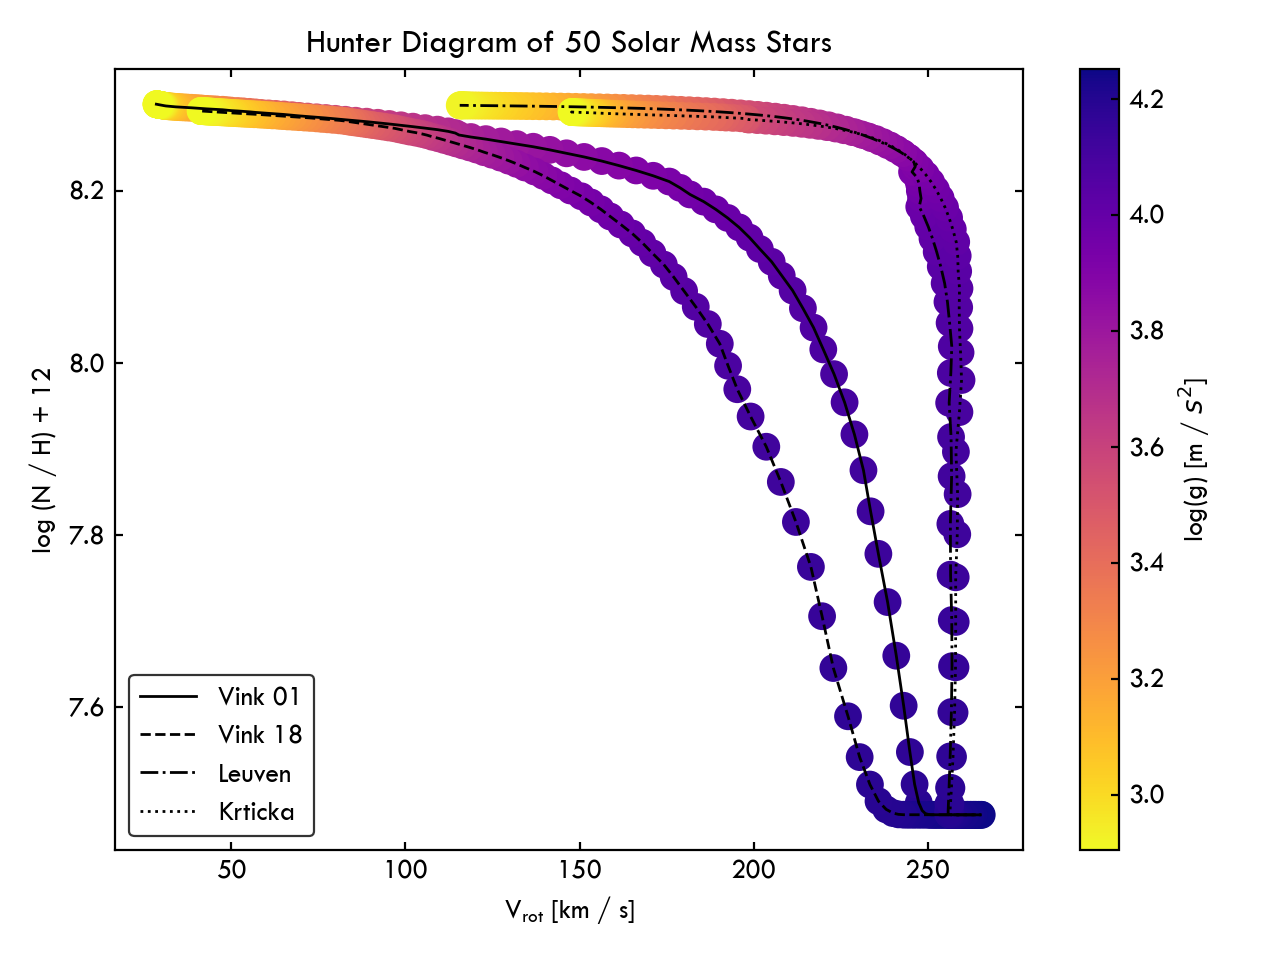 Hunter Diagram of 50 Solar Mass Stars
log (N / H) + 12
8.2
8.0
7.8
7.6
Vink 01
Vink 18
Leuven
Krticka
50
100
150
200
250
V_rot [km / s]
4.2
4.0
3.8
3.6
3.4
3.2
3.0
log(g) [m / s²]